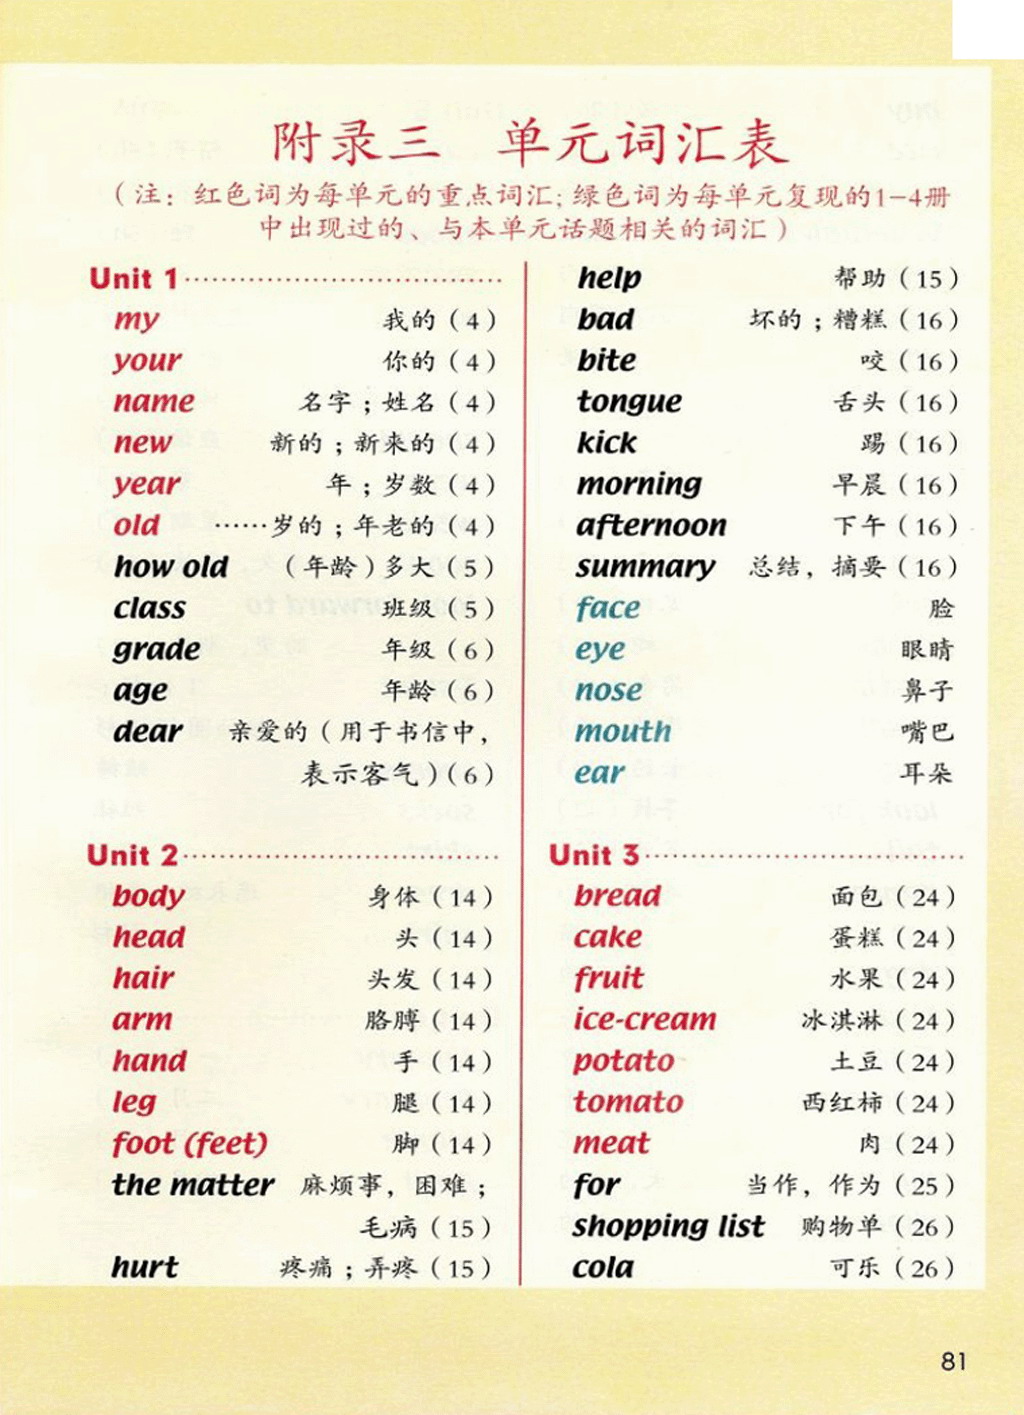 附录三 单元词汇表
（注：红色词为每单元的重点词汇；绿色词为每单元复现的1-4册
中出现过的、与本单元话题相关的词汇）
Unit 1
my 我的（4）
your 你的（4）
name 名字；姓名（4）
new 新的；新来的（4）
year 年；岁数（4）
old ……岁的；年老的（4）
how old （年龄）多大（5）
class 班级（5）
grade 年级（6）
age 年龄（6）
dear 亲爱的（用于书信中，
表示客气）（6）
Unit 2
body 身体（14）
head 头（14）
hair 头发（14）
arm 胳膊（14）
hand 手（14）
leg 腿（14）
foot (feet) 脚（14）
the matter 麻烦事，困难；
毛病（15）
hurt 疼痛；弄疼（15）
help 帮助（15）
bad 坏的；糟糕（16）
bite 咬（16）
tongue 舌头（16）
kick 踢（16）
morning 早晨（16）
afternoon 下午（16）
summary 总结，摘要（16）
face 脸
eye 眼睛
nose 鼻子
mouth 嘴巴
ear 耳朵
Unit 3
bread 面包（24）
cake 蛋糕（24）
fruit 水果（24）
ice-cream 冰淇淋（24）
potato 土豆（24）
tomato 西红柿（24）
meat 肉（24）
for 当作，作为（25）
shopping list 购物单（26）
cola 可乐（26）
81